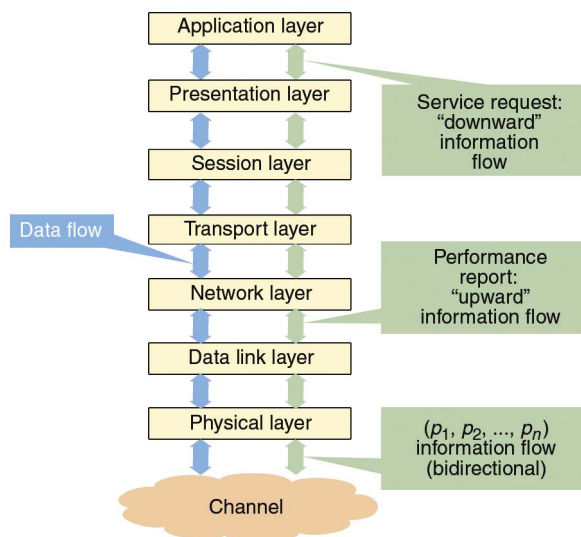 Application layer
Presentation layer
Service request:
“downward”
information
flow
Session layer
Data flow
Transport layer
Network layer
Performance
report:
“upward”
information flow
Data link layer
Physical layer
(p1, p2, ..., pn)
information flow
(bidirectional)
Channel